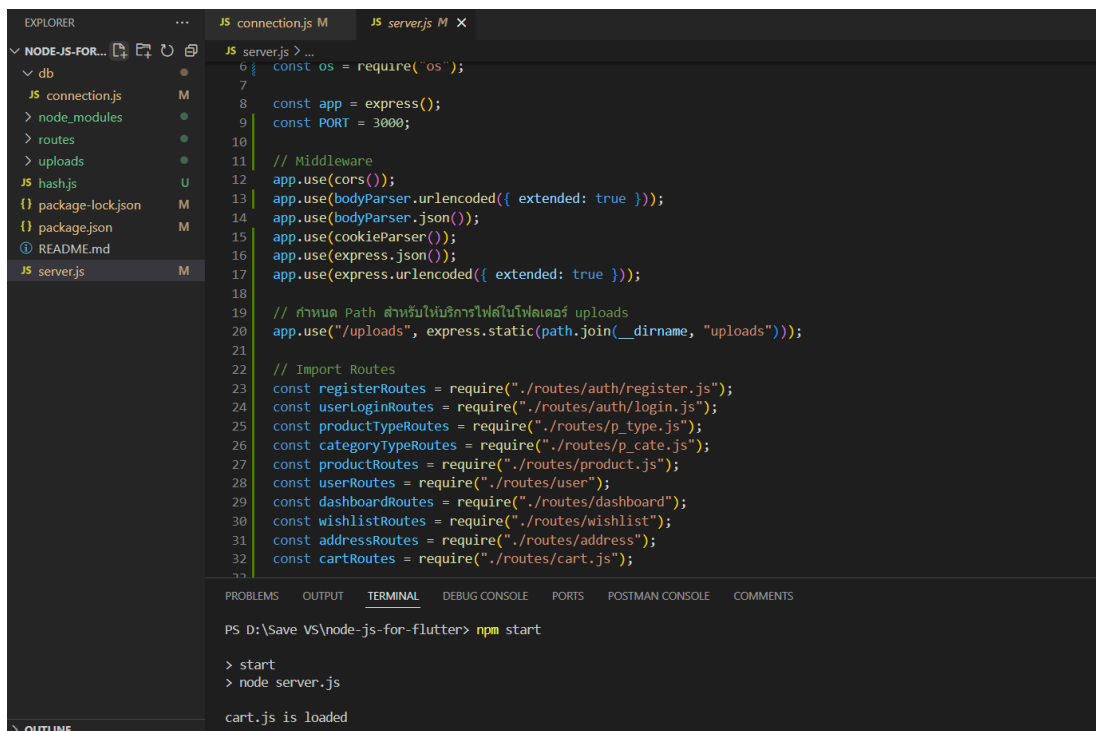 EXPLORER ...
NODE-JS-FOR...
db
JS connection.js M
node_modules
routes
uploads
JS hash.js U
{} package-lock.json M
{} package.json M
README.md
JS server.js M
JS connection.js M JS server.js M X
JS server.js > ...
6 const os = require("os");
7
8 const app = express();
9 const PORT = 3000;
10
11 // Middleware
12 app.use(cors());
13 app.use(bodyParser.urlencoded({ extended: true }));
14 app.use(bodyParser.json());
15 app.use(cookieParser());
16 app.use(express.json());
17 app.use(express.urlencoded({ extended: true }));
18
19 // กำหนด Path สำหรับให้บริการไฟล์ในโฟลเดอร์ uploads
20 app.use("/uploads", express.static(path.join(__dirname, "uploads")));
21
22 // Import Routes
23 const registerRoutes = require("./routes/auth/register.js");
24 const userLoginRoutes = require("./routes/auth/login.js");
25 const productTypeRoutes = require("./routes/p_type.js");
26 const categoryTypeRoutes = require("./routes/p_cate.js");
27 const productRoutes = require("./routes/product.js");
28 const userRoutes = require("./routes/user");
29 const dashboardRoutes = require("./routes/dashboard");
30 const wishlistRoutes = require("./routes/wishlist");
31 const addressRoutes = require("./routes/address");
32 const cartRoutes = require("./routes/cart.js");
33
PROBLEMS OUTPUT TERMINAL DEBUG CONSOLE PORTS POSTMAN CONSOLE COMMENTS
PS D:\Save VS\node-js-for-flutter> npm start
> start
> node server.js
cart.js is loaded
> OUTLINE